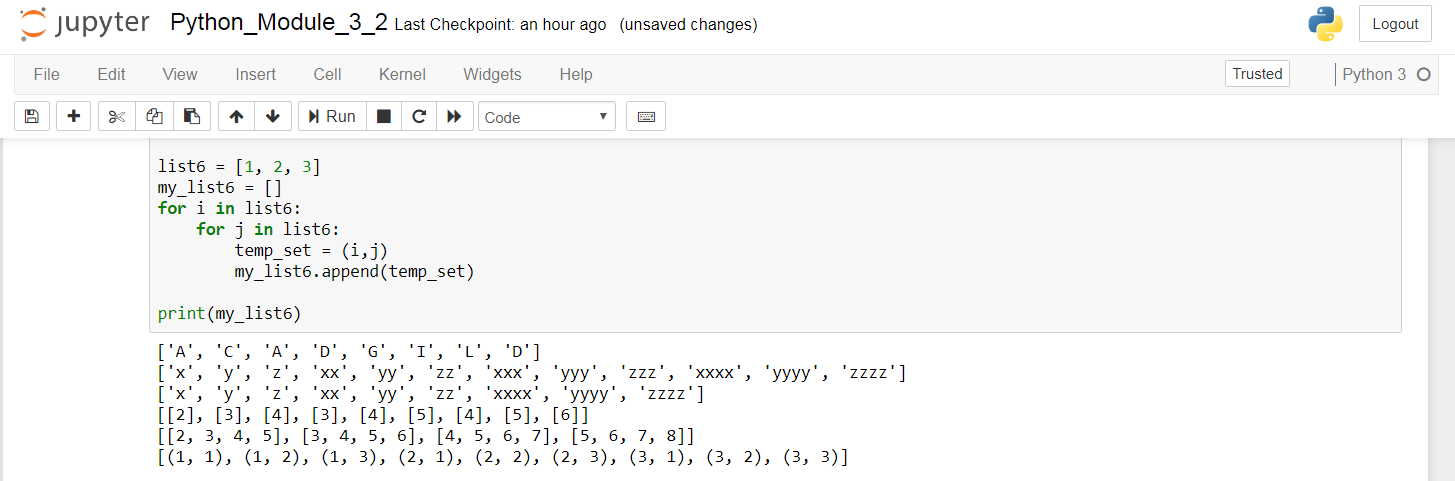 jupyter Python_Module_3_2 Last Checkpoint: an hour ago (unsaved changes) Logout
File Edit View Insert Cell Kernel Widgets Help Trusted Python 3
Run Code
list6 = [1, 2, 3]
my_list6 = []
for i in list6:
    for j in list6:
        temp_set = (i,j)
        my_list6.append(temp_set)
print(my_list6)
['A', 'C', 'A', 'D', 'G', 'I', 'L', 'D']
['x', 'y', 'z', 'xx', 'yy', 'zz', 'xxx', 'yyy', 'zzz', 'xxxx', 'yyyy', 'zzzz']
['x', 'y', 'z', 'xx', 'yy', 'zz', 'xxxx', 'yyyy', 'zzzz']
[[2], [3], [4], [3], [4], [5], [4], [5], [6]]
[[2, 3, 4, 5], [3, 4, 5, 6], [4, 5, 6, 7], [5, 6, 7, 8]]
[(1, 1), (1, 2), (1, 3), (2, 1), (2, 2), (2, 3), (3, 1), (3, 2), (3, 3)]